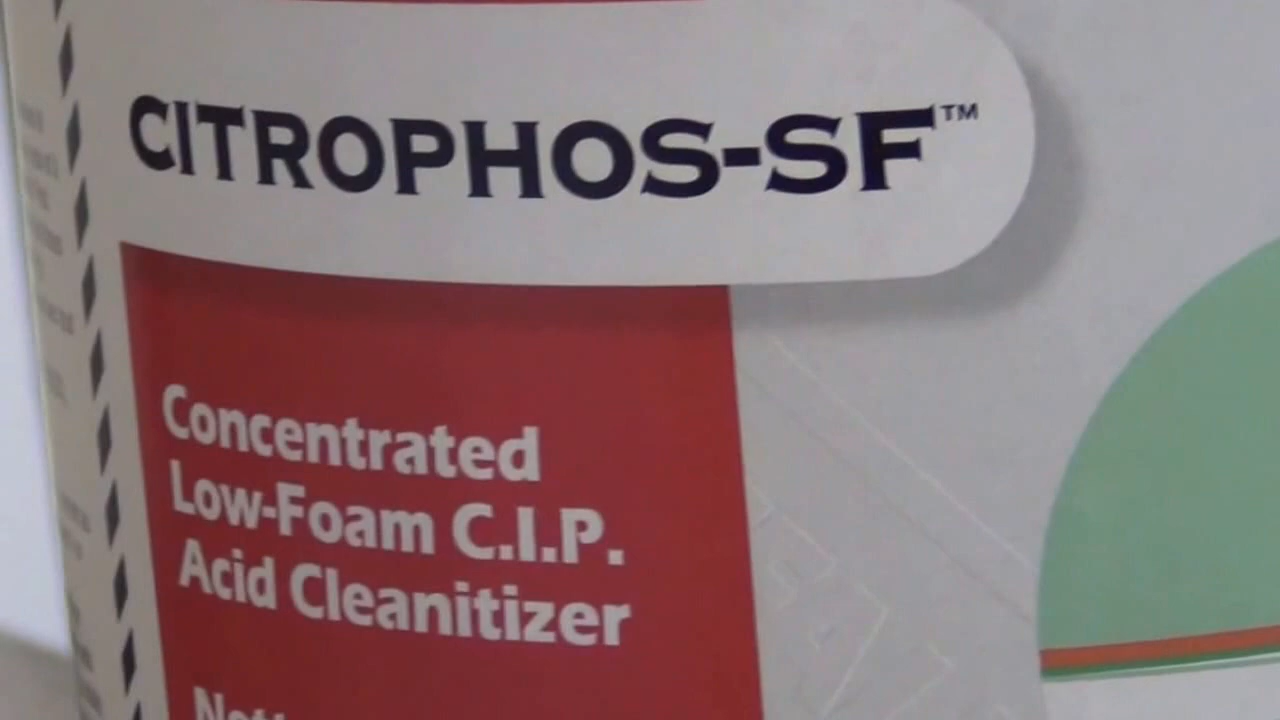 CITROPHOS-SF™
Concentrated
Low-Foam C.I.P.
Acid Cleanitizer